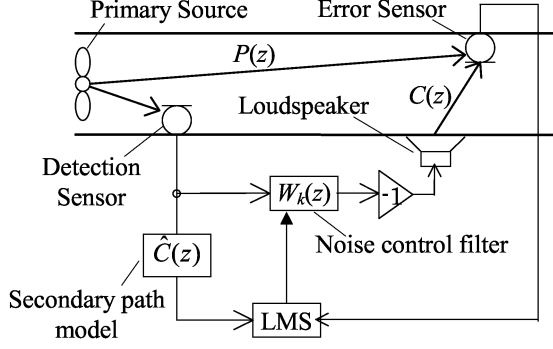 Primary Source
Error Sensor
P(z)
C(z)
Loudspeaker
Detection
Sensor
W_k(z)
-1
Noise control filter
Ĉ(z)
Secondary path
model
LMS